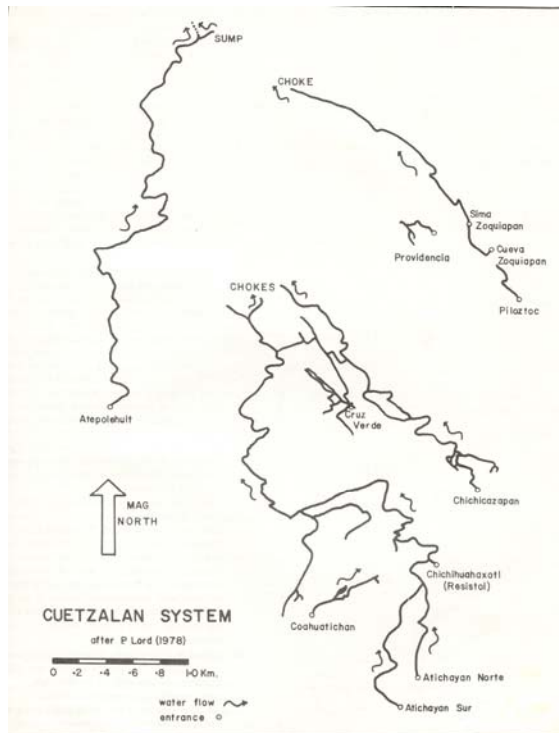 SUMP
CHOKE
Sima
Zoquiapan
Cueva
Zoquiapan
Providencia
Pilaztoc
CHOKES
Atepolehuit
Cruz
Verde
MAG
NORTH
Chichicazapan
Chichihuahaxotl
(Resistol)
Coahuatichan
CUETZALAN SYSTEM
after P Lord (1978)
0 ·2 ·4 ·6 ·8 1·0 Km.
Atichayan Norte
water flow
entrance
Atichayan Sur